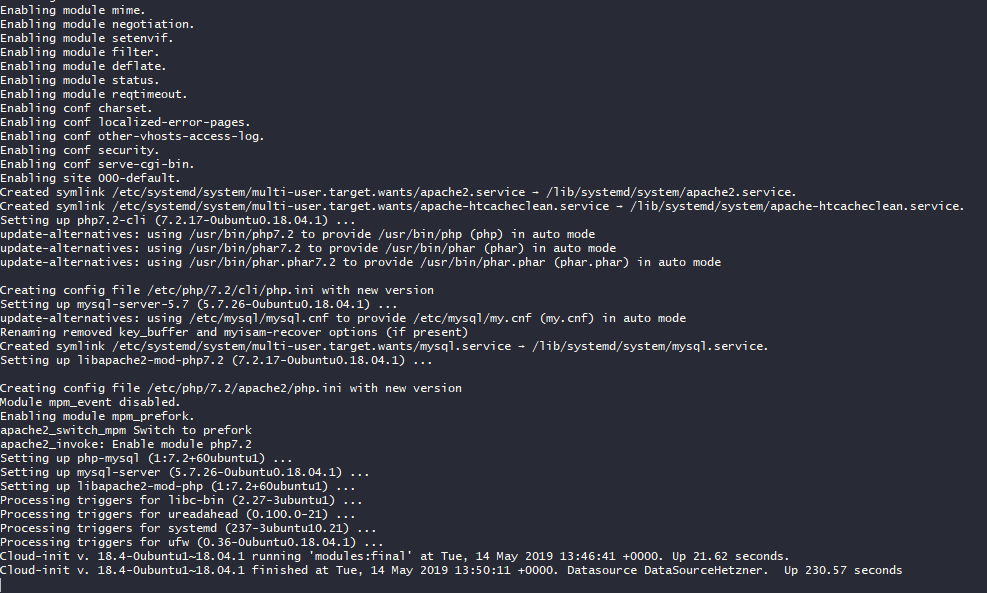 Enabling module mime.
Enabling module negotiation.
Enabling module setenvif.
Enabling module filter.
Enabling module deflate.
Enabling module status.
Enabling module reqtimeout.
Enabling conf charset.
Enabling conf localized-error-pages.
Enabling conf other-vhosts-access-log.
Enabling conf security.
Enabling conf serve-cgi-bin.
Enabling site 000-default.
Created symlink /etc/systemd/system/multi-user.target.wants/apache2.service → /lib/systemd/system/apache2.service.
Created symlink /etc/systemd/system/multi-user.target.wants/apache-htcacheclean.service → /lib/systemd/system/apache-htcacheclean.service.
Setting up php7.2-cli (7.2.17-0ubuntu0.18.04.1) ...
update-alternatives: using /usr/bin/php7.2 to provide /usr/bin/php (php) in auto mode
update-alternatives: using /usr/bin/phar7.2 to provide /usr/bin/phar (phar) in auto mode
update-alternatives: using /usr/bin/phar.phar7.2 to provide /usr/bin/phar.phar (phar.phar) in auto mode
Creating config file /etc/php/7.2/cli/php.ini with new version
Setting up mysql-server-5.7 (5.7.26-0ubuntu0.18.04.1) ...
update-alternatives: using /etc/mysql/mysql.cnf to provide /etc/mysql/my.cnf (my.cnf) in auto mode
Renaming removed key_buffer and myisam-recover options (if present)
Created symlink /etc/systemd/system/multi-user.target.wants/mysql.service → /lib/systemd/system/mysql.service.
Setting up libapache2-mod-php7.2 (7.2.17-0ubuntu0.18.04.1) ...
Creating config file /etc/php/7.2/apache2/php.ini with new version
Module mpm_event disabled.
Enabling module mpm_prefork.
apache2_switch_mpm Switch to prefork
apache2_invoke: Enable module php7.2
Setting up php-mysql (1:7.2+60ubuntu1) ...
Setting up mysql-server (5.7.26-0ubuntu0.18.04.1) ...
Setting up libapache2-mod-php (1:7.2+60ubuntu1) ...
Processing triggers for libc-bin (2.27-3ubuntu1) ...
Processing triggers for ureadahead (0.100.0-21) ...
Processing triggers for systemd (237-3ubuntu10.21) ...
Processing triggers for ufw (0.36-0ubuntu0.18.04.1) ...
Cloud-init v. 18.4-0ubuntu1~18.04.1 running 'modules:final' at Tue, 14 May 2019 13:46:41 +0000. Up 21.62 seconds.
Cloud-init v. 18.4-0ubuntu1~18.04.1 finished at Tue, 14 May 2019 13:50:11 +0000. Datasource DataSourceHetzner.  Up 230.57 seconds